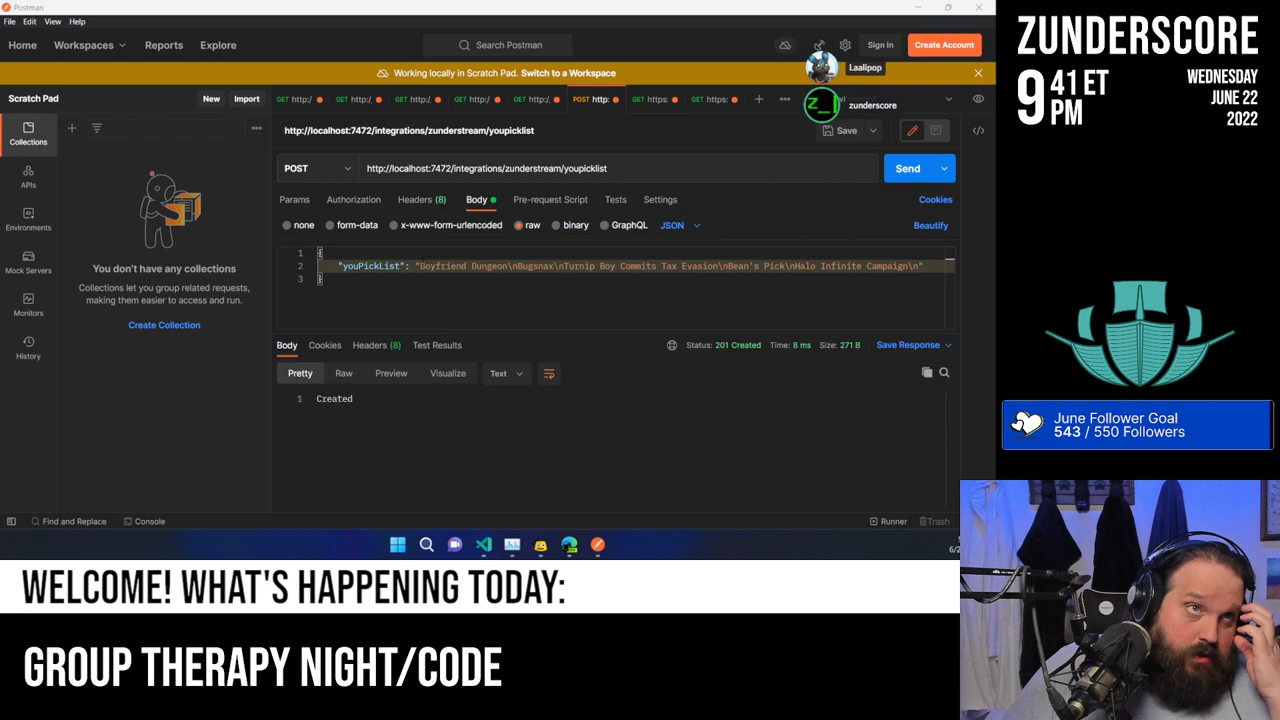 Postman
File Edit View Help
Home Workspaces Reports Explore Search Postman Sign In Create Account
Laalipop
Working locally in Scratch Pad. Switch to a Workspace
Scratch Pad New Import
GET http:/ GET http:/ GET http:/ GET http:/ GET http:/ POST http: GET https: GET https:
zunderscore
Collections
APIs
Environments
Mock Servers
Monitors
History
You don't have any collections
Collections let you group related requests,
making them easier to access and run.
Create Collection
http://localhost:7472/integrations/zunderstream/youpicklist Save
POST http://localhost:7472/integrations/zunderstream/youpicklist Send
Params Authorization Headers (8) Body Pre-request Script Tests Settings Cookies
none form-data x-www-form-urlencoded raw binary GraphQL JSON Beautify
1 {
2 "youPickList": "Boyfriend Dungeon\nBugsnax\nTurnip Boy Commits Tax Evasion\nBean's Pick\nHalo Infinite Campaign\n"
3 }
Body Cookies Headers (8) Test Results Status: 201 Created Time: 8 ms Size: 271 B Save Response
Pretty Raw Preview Visualize Text
1 Created
Find and Replace Console Runner Trash
ZUNDERSCORE
9 41 ET
PM
WEDNESDAY
JUNE 22
2022
June Follower Goal
543 / 550 Followers
WELCOME! WHAT'S HAPPENING TODAY:
GROUP THERAPY NIGHT/CODE